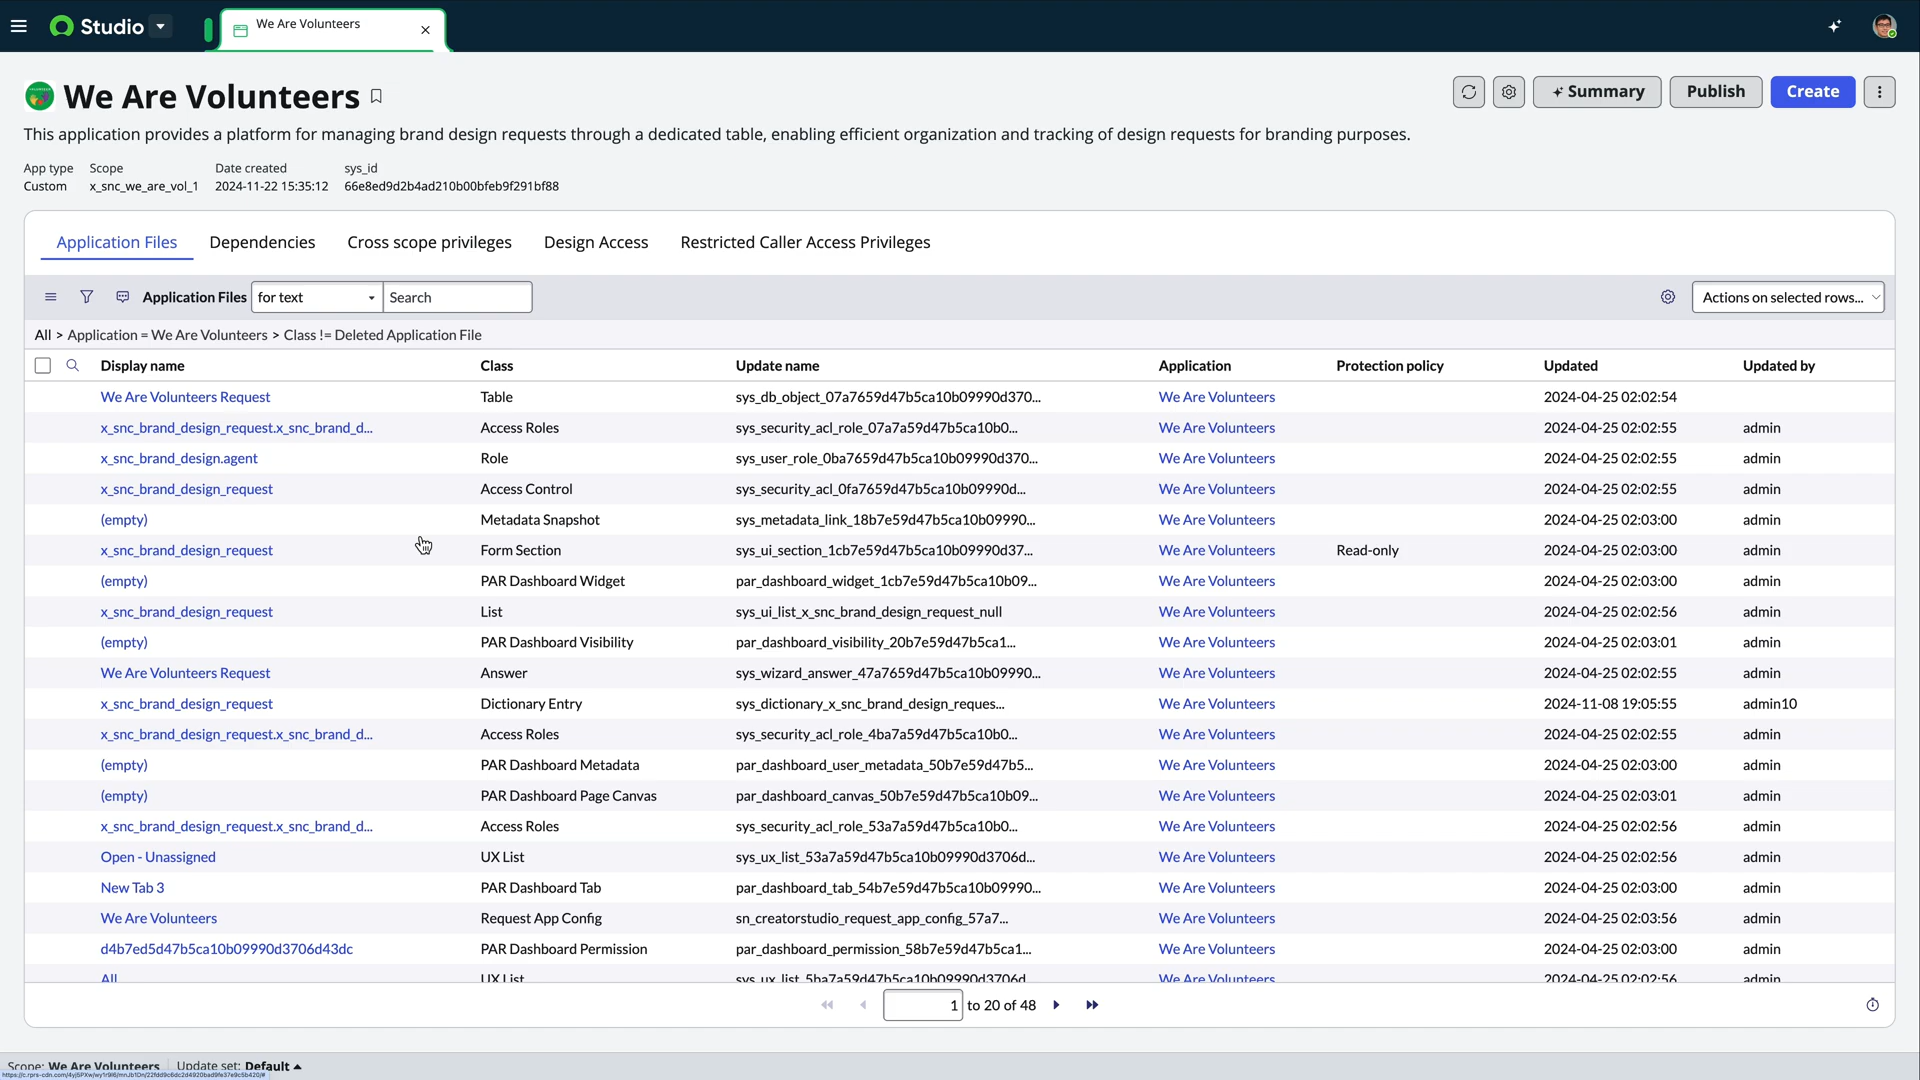 Studio
We Are Volunteers
We Are Volunteers
Summary
Publish
Create
This application provides a platform for managing brand design requests through a dedicated table, enabling efficient organization and tracking of design requests for branding purposes.
App type Scope Date created sys_id
Custom x_snc_we_are_vol_1 2024-11-22 15:35:12 66e8ed9d2b4ad210b00bfeb9f291bf88
Application Files Dependencies Cross scope privileges Design Access Restricted Caller Access Privileges
Application Files for text Search Actions on selected rows...
All > Application = We Are Volunteers > Class != Deleted Application File
Display name Class Update name Application Protection policy Updated Updated by
We Are Volunteers Request Table sys_db_object_07a7659d47b5ca10b09990d370... We Are Volunteers 2024-04-25 02:02:54
x_snc_brand_design_request.x_snc_brand_d... Access Roles sys_security_acl_role_07a7a59d47b5ca10b0... We Are Volunteers 2024-04-25 02:02:55 admin
x_snc_brand_design.agent Role sys_user_role_0ba7659d47b5ca10b09990d370... We Are Volunteers 2024-04-25 02:02:55 admin
x_snc_brand_design_request Access Control sys_security_acl_0fa7659d47b5ca10b09990d... We Are Volunteers 2024-04-25 02:02:55 admin
(empty) Metadata Snapshot sys_metadata_link_18b7e59d47b5ca10b09990... We Are Volunteers 2024-04-25 02:03:00 admin
x_snc_brand_design_request Form Section sys_ui_section_1cb7e59d47b5ca10b09990d37... We Are Volunteers Read-only 2024-04-25 02:03:00 admin
(empty) PAR Dashboard Widget par_dashboard_widget_1cb7e59d47b5ca10b09... We Are Volunteers 2024-04-25 02:03:00 admin
x_snc_brand_design_request List sys_ui_list_x_snc_brand_design_request_null We Are Volunteers 2024-04-25 02:02:56 admin
(empty) PAR Dashboard Visibility par_dashboard_visibility_20b7e59d47b5ca1... We Are Volunteers 2024-04-25 02:03:01 admin
We Are Volunteers Request Answer sys_wizard_answer_47a7659d47b5ca10b09990... We Are Volunteers 2024-04-25 02:02:55 admin
x_snc_brand_design_request Dictionary Entry sys_dictionary_x_snc_brand_design_reques... We Are Volunteers 2024-11-08 19:05:55 admin10
x_snc_brand_design_request.x_snc_brand_d... Access Roles sys_security_acl_role_4ba7a59d47b5ca10b0... We Are Volunteers 2024-04-25 02:02:55 admin
(empty) PAR Dashboard Metadata par_dashboard_user_metadata_50b7e59d47b5... We Are Volunteers 2024-04-25 02:03:00 admin
(empty) PAR Dashboard Page Canvas par_dashboard_canvas_50b7e59d47b5ca10b09... We Are Volunteers 2024-04-25 02:03:01 admin
x_snc_brand_design_request.x_snc_brand_d... Access Roles sys_security_acl_role_53a7a59d47b5ca10b0... We Are Volunteers 2024-04-25 02:02:56 admin
Open - Unassigned UX List sys_ux_list_53a7a59d47b5ca10b09990d3706d... We Are Volunteers 2024-04-25 02:02:56 admin
New Tab 3 PAR Dashboard Tab par_dashboard_tab_54b7e59d47b5ca10b09990... We Are Volunteers 2024-04-25 02:03:00 admin
We Are Volunteers Request App Config sn_creatorstudio_request_app_config_57a7... We Are Volunteers 2024-04-25 02:03:56 admin
d4b7ed5d47b5ca10b09990d3706d43dc PAR Dashboard Permission par_dashboard_permission_58b7e59d47b5ca1... We Are Volunteers 2024-04-25 02:03:00 admin
All UX List sys_ux_list_5ba7a59d47b5ca10b09990d3706d We Are Volunteers 2024-04-25 02:02:56 admin
1 to 20 of 48
Scope: We Are Volunteers Update set: Default